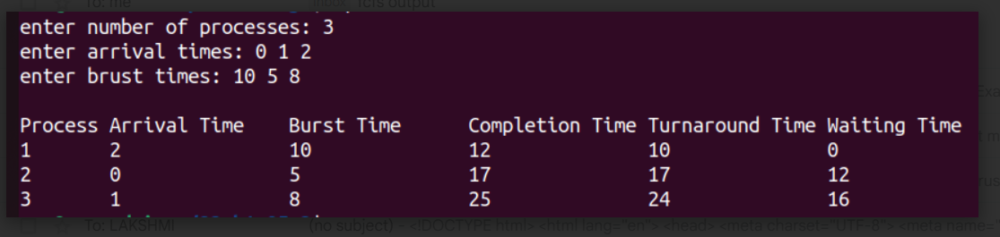 To: me inbox fcfs output
enter number of processes: 3
enter arrival times: 0 1 2
enter brust times: 10 5 8
Process Arrival Time Burst Time Completion Time Turnaround Time Waiting Time
1 2 10 12 10 0
2 0 5 17 17 12
3 1 8 25 24 16
To: LAKSHMI (no subject) - <!DOCTYPE html> <html lang="en"> <head> <meta charset="UTF-8"> <meta name=